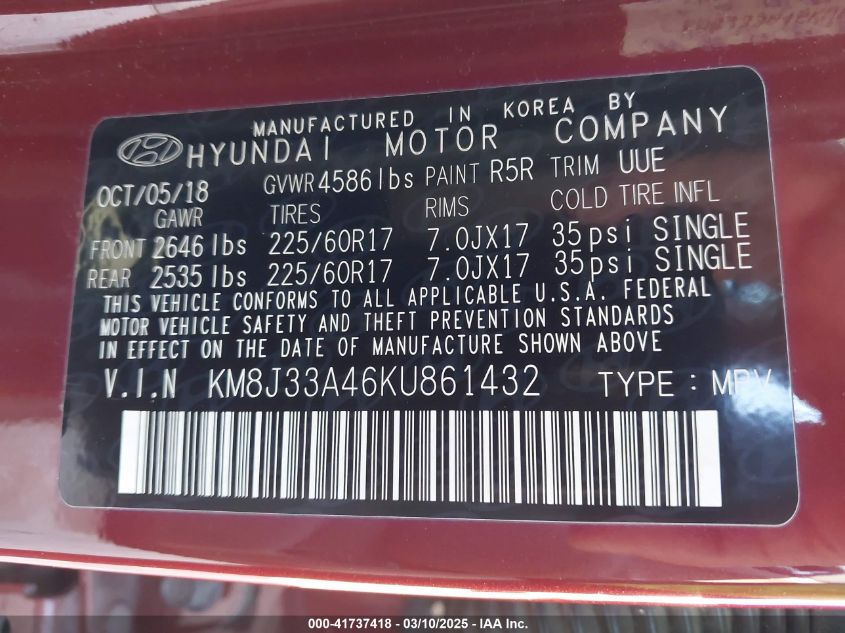 MANUFACTURED IN KOREA BY
HYUNDAI MOTOR COMPANY
OCT/05/18 GVWR 4586 lbs PAINT R5R TRIM UUE
GAWR TIRES RIMS COLD TIRE INFL
FRONT 2646 lbs 225/60R17 7.0JX17 35psi SINGLE
REAR 2535 lbs 225/60R17 7.0JX17 35psi SINGLE
THIS VEHICLE CONFORMS TO ALL APPLICABLE U.S.A. FEDERAL
MOTOR VEHICLE SAFETY AND THEFT PREVENTION STANDARDS
IN EFFECT ON THE DATE OF MANUFACTURE SHOWN ABOVE
V.I.N KM8J33A46KU861432 TYPE : MPV
000-41737418 - 03/10/2025 - IAA Inc.